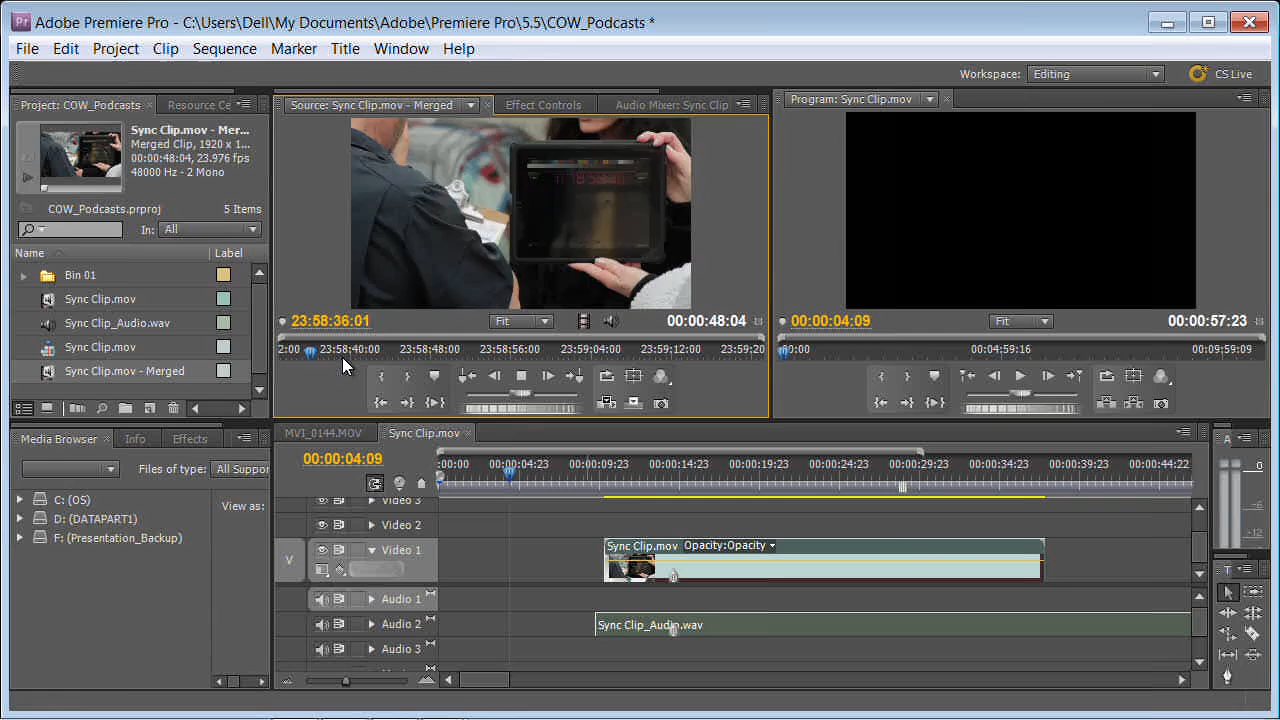 Pr Adobe Premiere Pro - C:\Users\Dell\My Documents\Adobe\Premiere Pro\5.5\COW_Podcasts *
File Edit Project Clip Sequence Marker Title Window Help
Workspace: Editing CS Live
Project: COW_Podcasts Resource Ce
Sync Clip.mov - Mer...
Merged Clip, 1920 x 1...
00:00:48:04, 23.976 fps
48000 Hz - 2 Mono
COW_Podcasts.prproj 5 Items
In: All
Name Label
Bin 01
Sync Clip.mov
Sync Clip_Audio.wav
Sync Clip.mov
Sync Clip.mov - Merged
Source: Sync Clip.mov - Merged Effect Controls Audio Mixer: Sync Clip
23:58:36:01 Fit 00:00:48:04
2:00 23:58:40:00 23:58:48:00 23:58:56:00 23:59:04:00 23:59:12:00 23:59:20
Program: Sync Clip.mov
00:00:04:09 Fit 00:00:57:23
00:00 00:04:59:16 00:09:59:09
Media Browser Info Effects
Files of type: All Suppor
View as:
C: (OS)
D: (DATAPART1)
F: (Presentation_Backup)
MVI_0144.MOV Sync Clip.mov
00:00:04:09
:00:00 00:00:04:23 00:00:09:23 00:00:14:23 00:00:19:23 00:00:24:23 00:00:29:23 00:00:34:23 00:00:39:23 00:00:44:22
Video 3
Video 2
V Video 1
Sync Clip.mov Opacity:Opacity
Audio 1
Audio 2 Sync Clip_Audio.wav
Audio 3
A
0
-6
-12
T